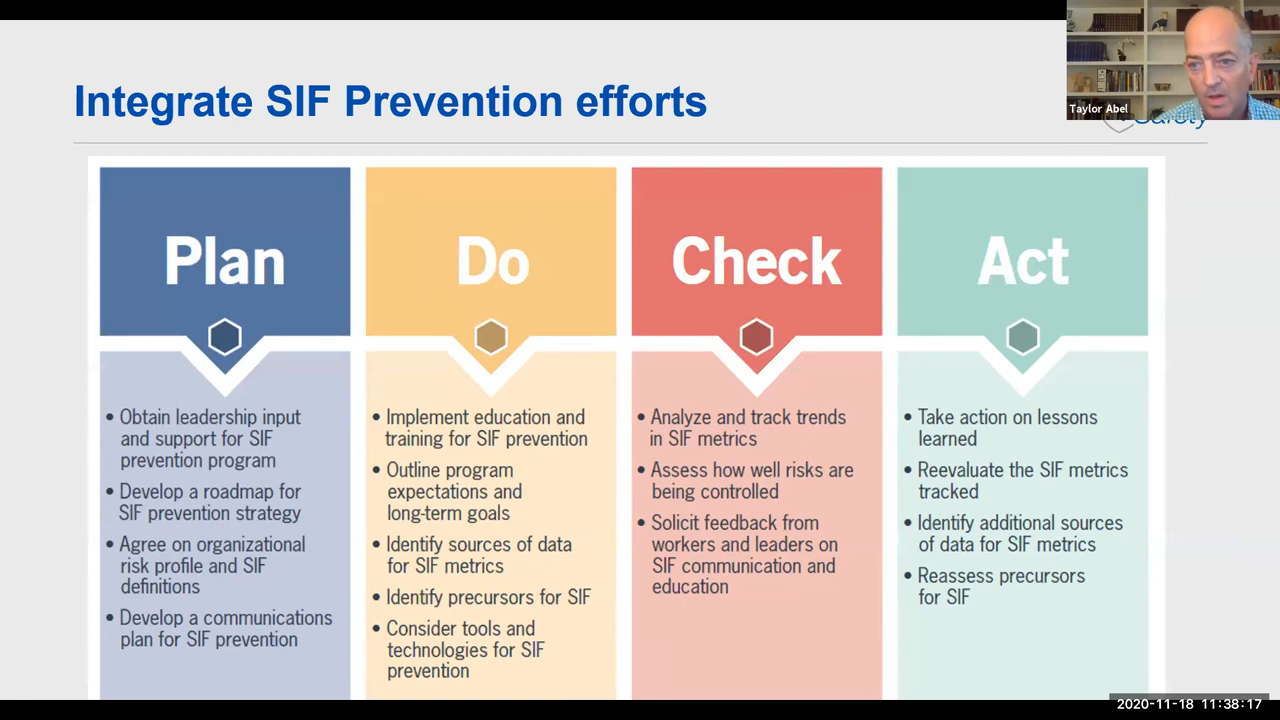 Integrate SIF Prevention efforts
Taylor Abel
Safety
Plan
• Obtain leadership input
and support for SIF
prevention program
• Develop a roadmap for
SIF prevention strategy
• Agree on organizational
risk profile and SIF
definitions
• Develop a communications
plan for SIF prevention
Do
• Implement education and
training for SIF prevention
• Outline program
expectations and
long-term goals
• Identify sources of data
for SIF metrics
• Identify precursors for SIF
• Consider tools and
technologies for SIF
prevention
Check
• Analyze and track trends
in SIF metrics
• Assess how well risks are
being controlled
• Solicit feedback from
workers and leaders on
SIF communication and
education
Act
• Take action on lessons
learned
• Reevaluate the SIF metrics
tracked
• Identify additional sources
of data for SIF metrics
• Reassess precursors
for SIF
2020-11-18 11:38:17